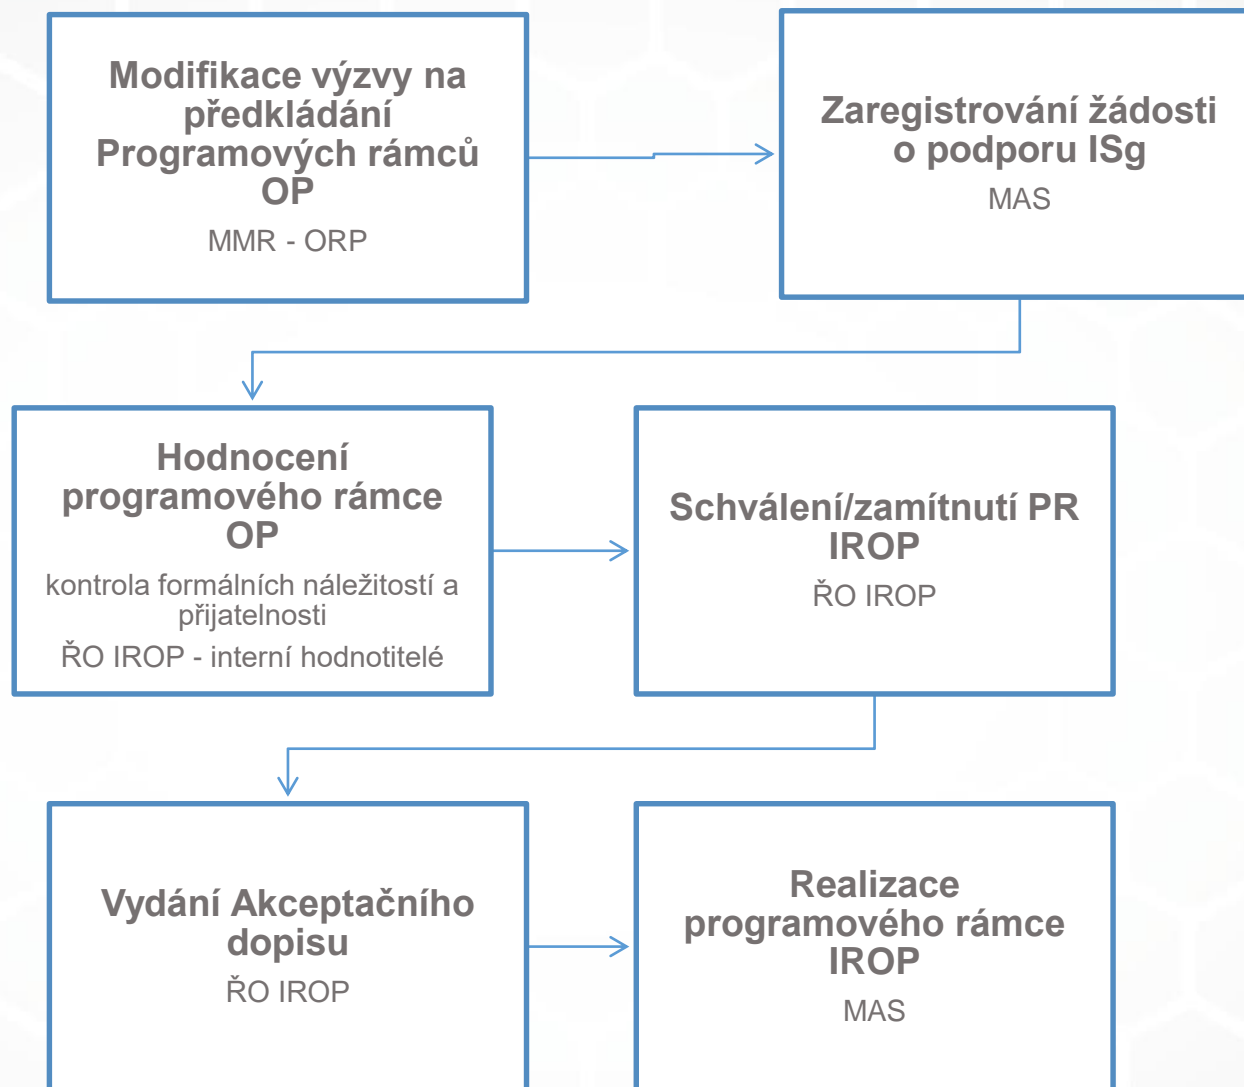 Modifikace výzvy na
předkládání
Programových rámců
OP
MMR - ORP
Zaregistrování žádosti
o podporu ISg
MAS
Hodnocení
programového rámce
OP
kontrola formálních náležitostí a
přijatelnosti
ŘO IROP - interní hodnotitelé
Schválení/zamítnutí PR
IROP
ŘO IROP
Vydání Akceptačního
dopisu
ŘO IROP
Realizace
programového rámce
IROP
MAS